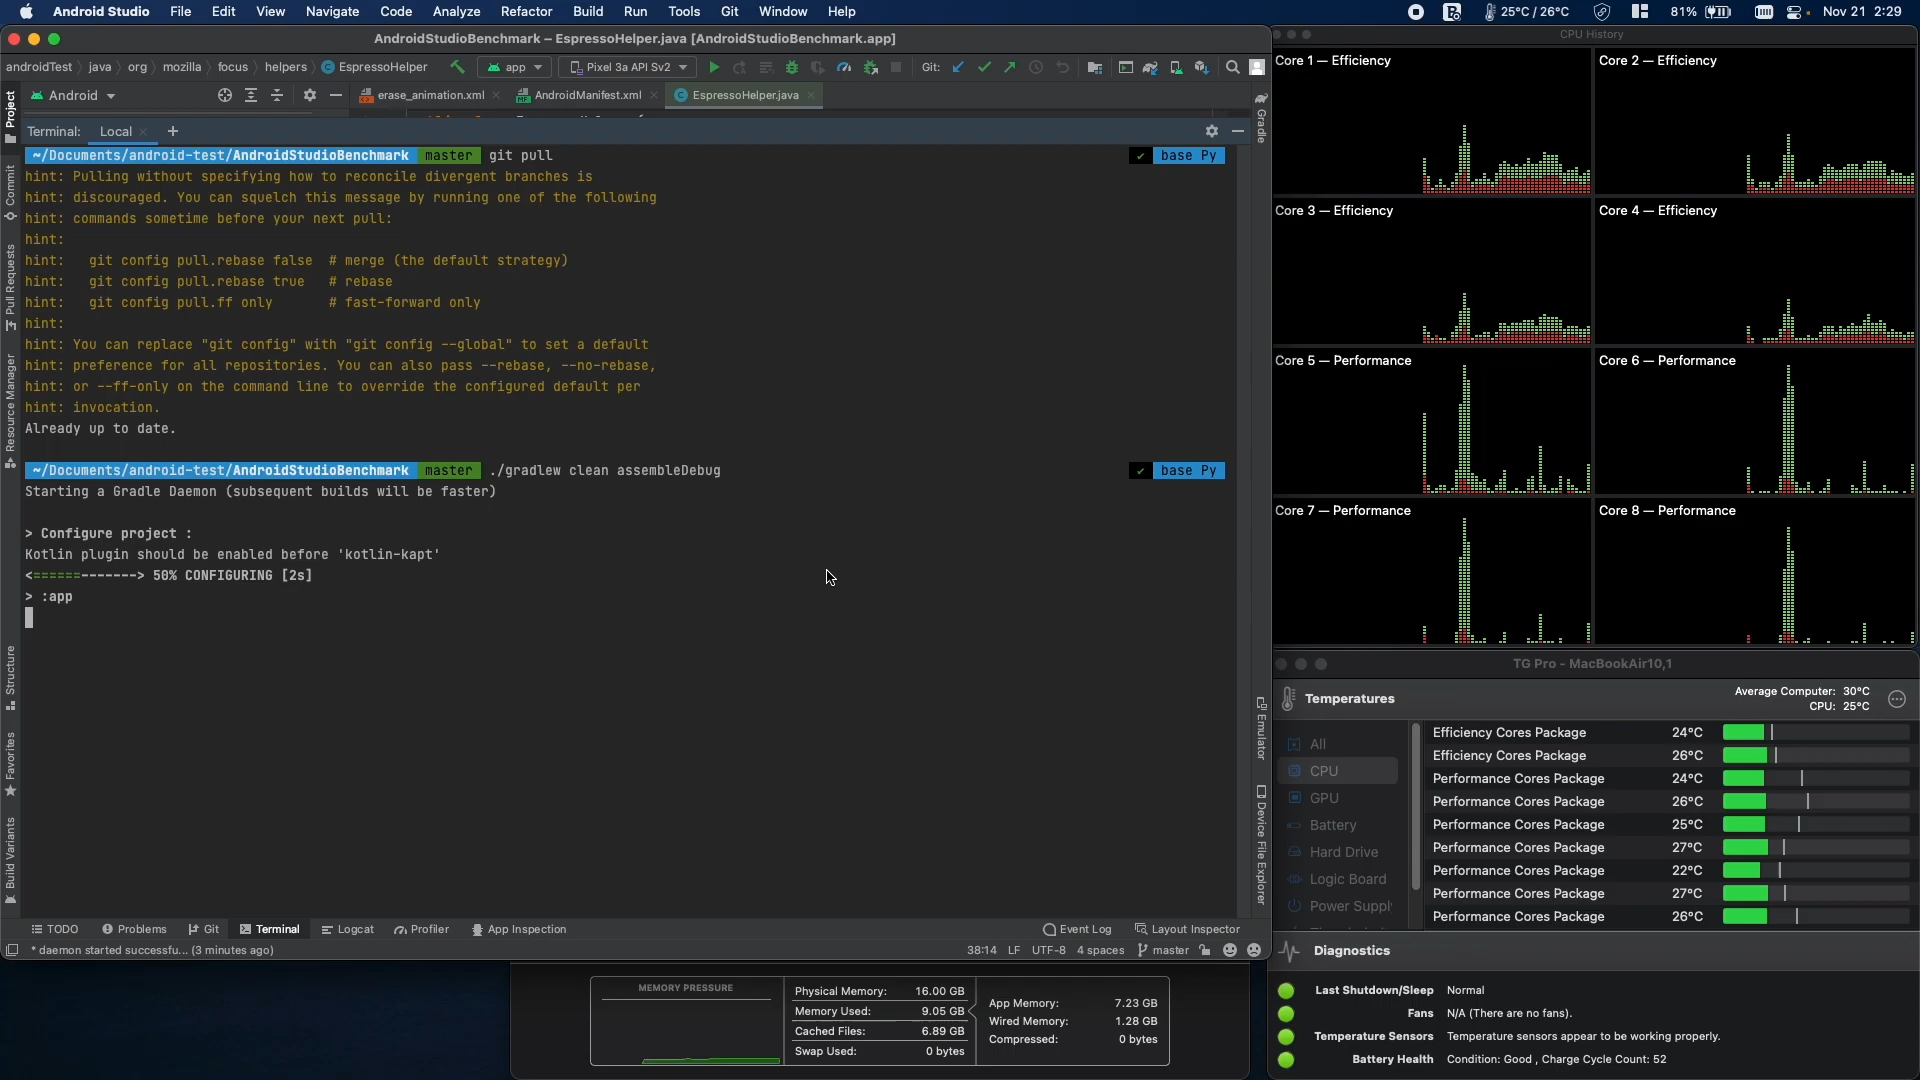 Android Studio File Edit View Navigate Code Analyze Refactor Build Run Tools Git Window Help
25°C / 26°C 81% Nov 21 2:29
AndroidStudioBenchmark – EspressoHelper.java [AndroidStudioBenchmark.app]
androidTest java org mozilla focus helpers EspressoHelper app Pixel 3a API Sv2 Git:
Android erase_animation.xml AndroidManifest.xml EspressoHelper.java
Terminal: Local +
~/Documents/android-test/AndroidStudioBenchmark master git pull ✓ base Py
hint: Pulling without specifying how to reconcile divergent branches is
hint: discouraged. You can squelch this message by running one of the following
hint: commands sometime before your next pull:
hint:
hint:   git config pull.rebase false  # merge (the default strategy)
hint:   git config pull.rebase true   # rebase
hint:   git config pull.ff only       # fast-forward only
hint:
hint: You can replace "git config" with "git config --global" to set a default
hint: preference for all repositories. You can also pass --rebase, --no-rebase,
hint: or --ff-only on the command line to override the configured default per
hint: invocation.
Already up to date.
~/Documents/android-test/AndroidStudioBenchmark master ./gradlew clean assembleDebug ✓ base Py
Starting a Gradle Daemon (subsequent builds will be faster)
> Configure project :
Kotlin plugin should be enabled before 'kotlin-kapt'
<======-------> 50% CONFIGURING [2s]
> :app
Project
Commit
Pull Requests
Resource Manager
Structure
Favorites
Build Variants
Gradle
Emulator
Device File Explorer
TODO Problems Git Terminal Logcat Profiler App Inspection Event Log Layout Inspector
* daemon started successfu... (3 minutes ago) 38:14 LF UTF-8 4 spaces master
CPU History
Core 1 — Efficiency
Core 2 — Efficiency
Core 3 — Efficiency
Core 4 — Efficiency
Core 5 — Performance
Core 6 — Performance
Core 7 — Performance
Core 8 — Performance
TG Pro - MacBookAir10,1
Temperatures
Average Computer: 30°C
CPU: 25°C
All
CPU
GPU
Battery
Hard Drive
Logic Board
Power Suppl
Efficiency Cores Package 24°C
Efficiency Cores Package 26°C
Performance Cores Package 24°C
Performance Cores Package 26°C
Performance Cores Package 25°C
Performance Cores Package 27°C
Performance Cores Package 22°C
Performance Cores Package 27°C
Performance Cores Package 26°C
Diagnostics
Last Shutdown/Sleep Normal
Fans N/A (There are no fans).
Temperature Sensors Temperature sensors appear to be working properly.
Battery Health Condition: Good , Charge Cycle Count: 52
MEMORY PRESSURE
Physical Memory: 16.00 GB
Memory Used: 9.05 GB
Cached Files: 6.89 GB
Swap Used: 0 bytes
App Memory: 7.23 GB
Wired Memory: 1.28 GB
Compressed: 0 bytes